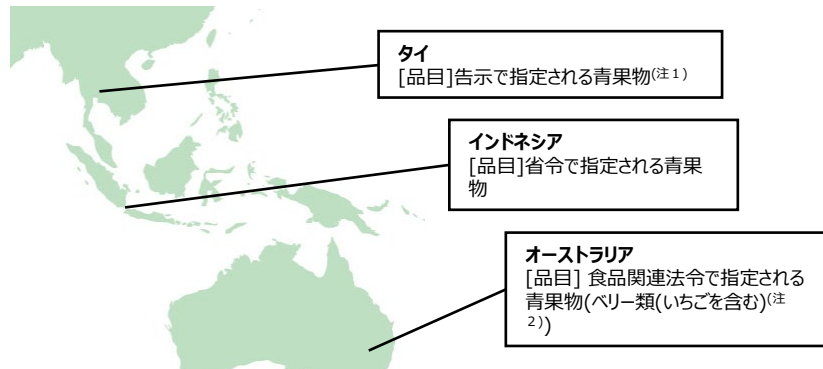 タイ
[品目]告示で指定される青果物(注１)
インドネシア
[品目]省令で指定される青果
物
オーストラリア
[品目] 食品関連法令で指定される
青果物(ベリー類(いちごを含む)(注
２))